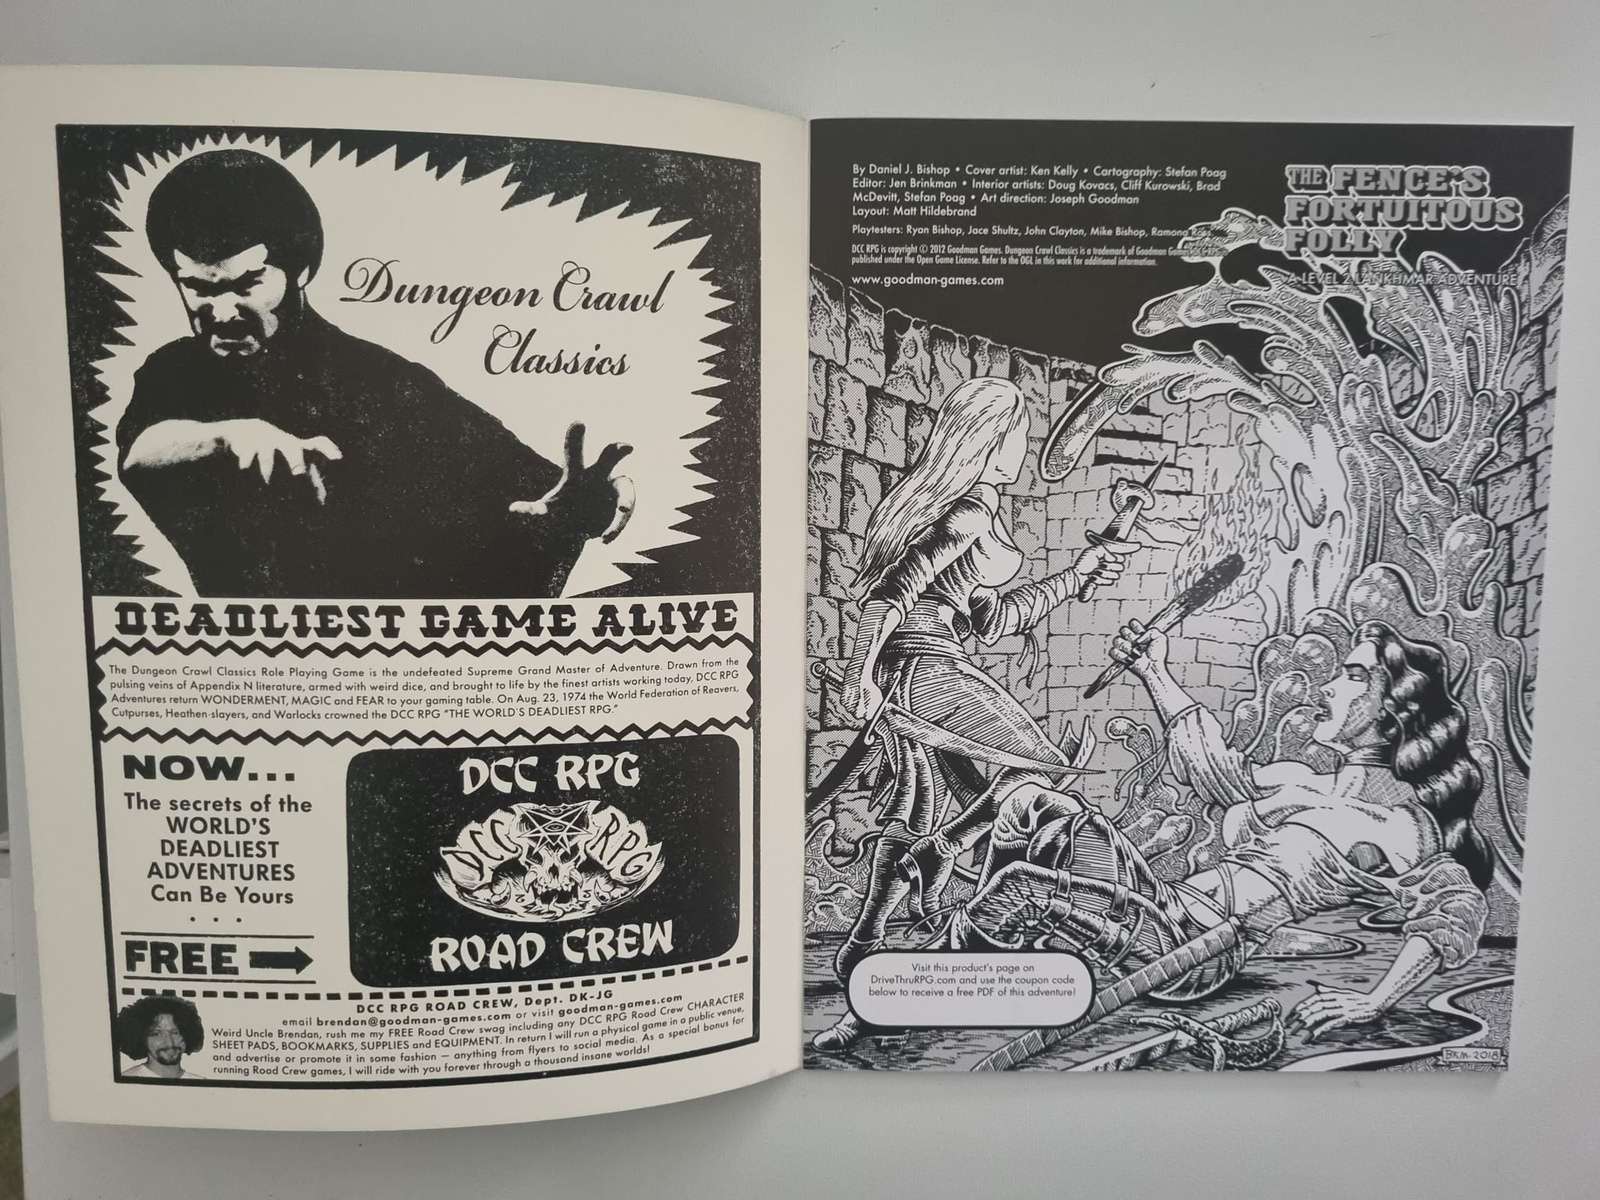 Dungeon Crawl
Classics
DEADLIEST GAME ALIVE
The Dungeon Crawl Classics Role Playing Game is the undefeated Supreme Grand Master of Adventure. Drawn from the
pulsing veins of Appendix N literature, armed with weird dice, and brought to life by the finest artists working today, DCC RPG
Adventures return WONDERMENT, MAGIC and FEAR to your gaming table. On Aug. 23, 1974 the World Federation of Reavers,
Cutpurses, Heathen-slayers, and Warlocks crowned the DCC RPG "THE WORLD'S DEADLIEST RPG."
NOW...
The secrets of the
WORLD'S
DEADLIEST
ADVENTURES
Can Be Yours
. . .
FREE
DCC RPG
DCC RPG
ROAD CREW
DCC RPG ROAD CREW, Dept. DK-JG
email brendan@goodman-games.com or visit goodman-games.com
Weird Uncle Brendan, rush me my FREE Road Crew swag including any DCC RPG Road Crew CHARACTER
SHEET PADS, BOOKMARKS, SUPPLIES and EQUIPMENT. In return I will run a physical game in a public venue,
and advertise or promote it in some fashion — anything from flyers to social media. As a special bonus for
running Road Crew games, I will ride with you forever through a thousand insane worlds!
By Daniel J. Bishop • Cover artist: Ken Kelly • Cartography: Stefan Poag
Editor: Jen Brinkman • Interior artists: Doug Kovacs, Cliff Kurowski, Brad
McDevitt, Stefan Poag • Art direction: Joseph Goodman
Layout: Matt Hildebrand
Playtesters: Ryan Bishop, Jace Shultz, John Clayton, Mike Bishop, Ramona
DCC RPG is copyright © 2012 Goodman Games. Dungeon Crawl Classics is a trademark of Goodman
published under the Open Game License. Refer to the OGL in this work for additional information.
www.goodman-games.com
THE FENCE'S
FORTUITOUS
FOLLY
A LEVEL 2 LANKHMAR ADVENTURE
Visit this product's page on
DriveThruRPG.com and use the coupon code
below to receive a free PDF of this adventure!
BKM 2018